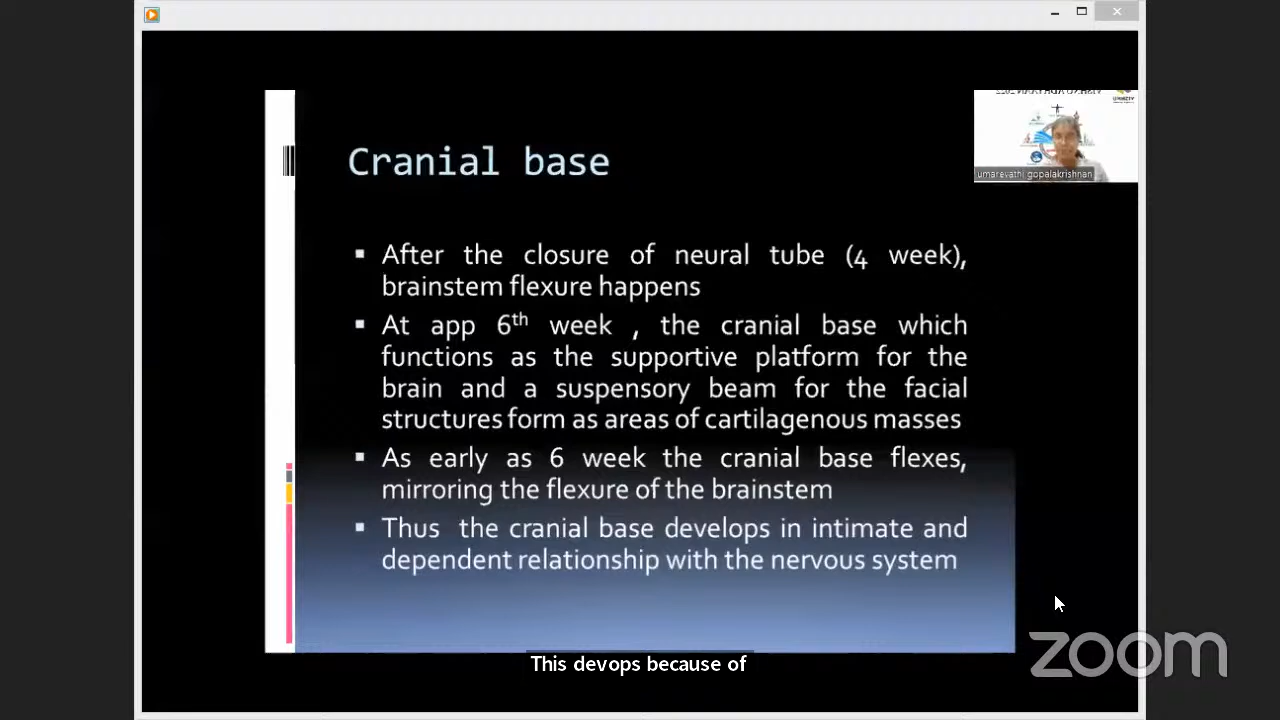 Cranial base
umarevathi gopalakrishnan
▪ After the closure of neural tube (4 week),
brainstem flexure happens
▪ At app 6th week , the cranial base which
functions as the supportive platform for the
brain and a suspensory beam for the facial
structures form as areas of cartilagenous masses
▪ As early as 6 week the cranial base flexes,
mirroring the flexure of the brainstem
▪ Thus the cranial base develops in intimate and
dependent relationship with the nervous system
This devops because of
zoom